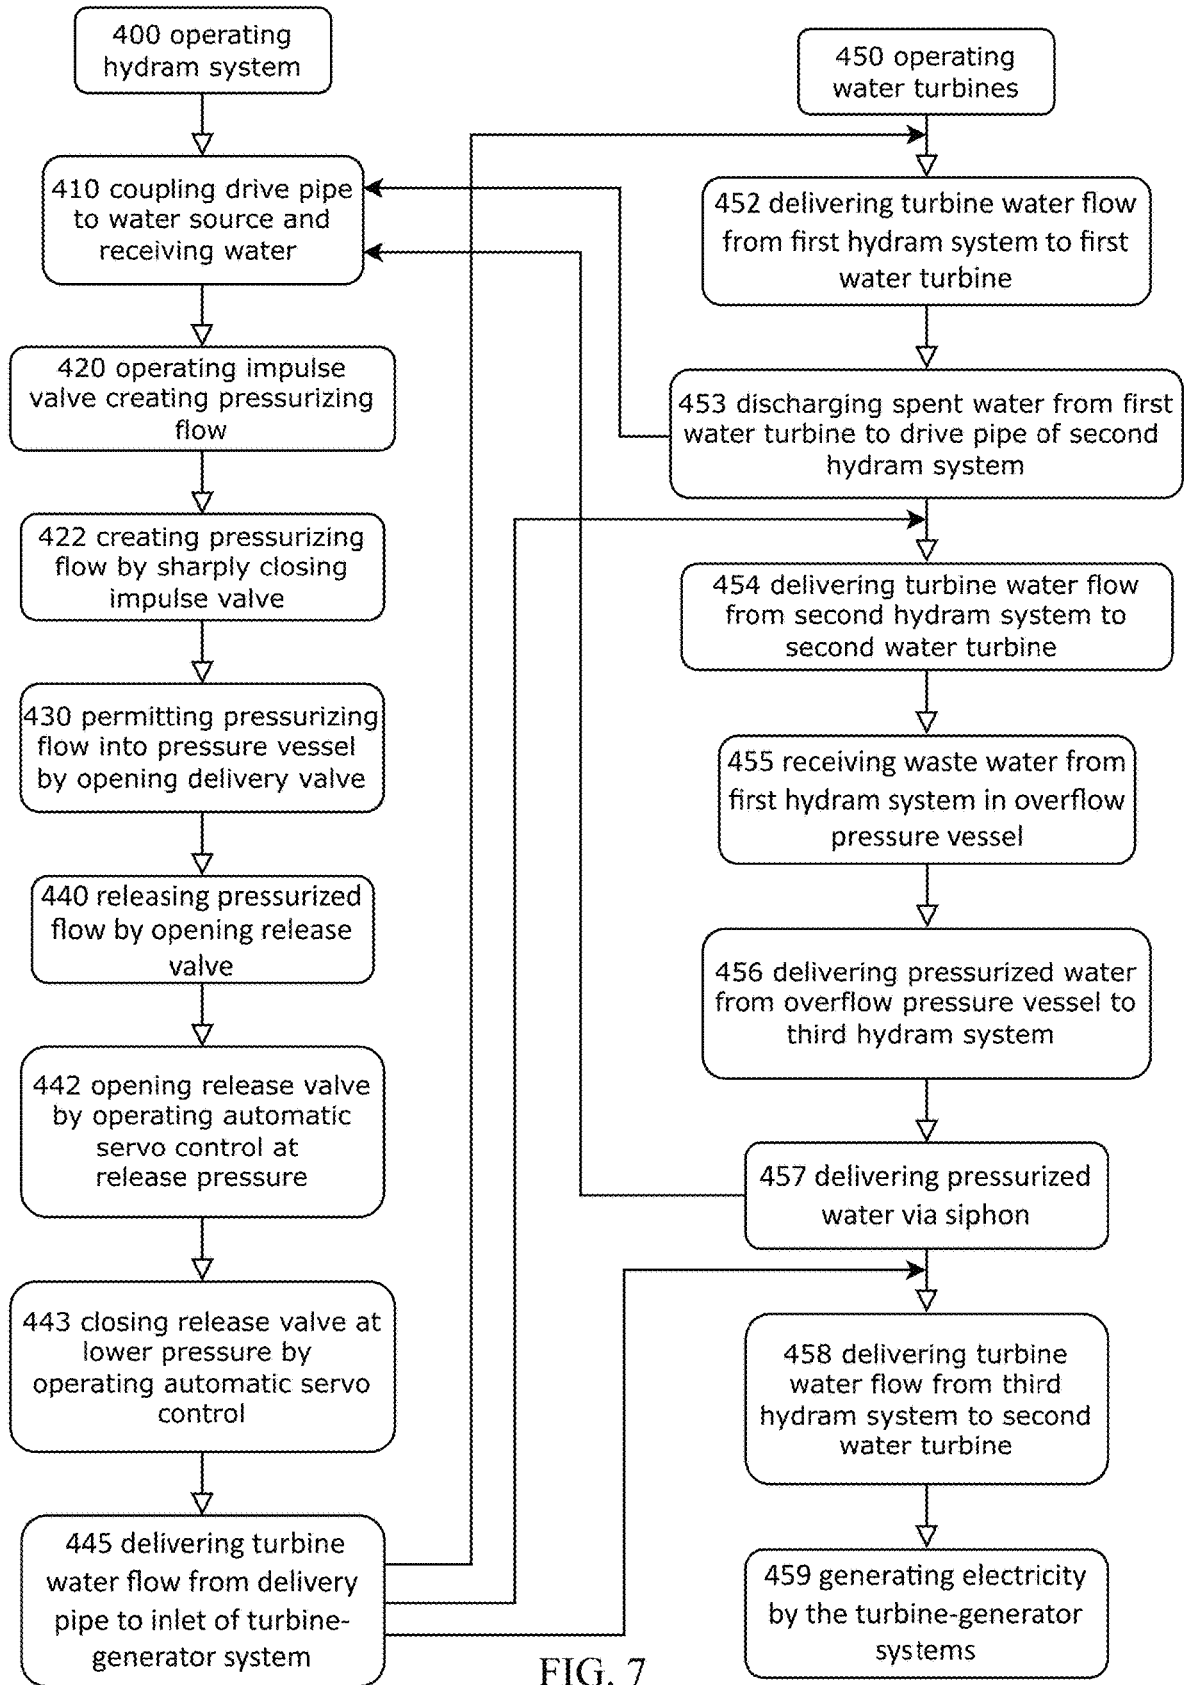 400 operating
hydram system
410 coupling drive pipe
to water source and
receiving water
420 operating impulse
valve creating pressurizing
flow
422 creating pressurizing
flow by sharply closing
impulse valve
430 permitting pressurizing
flow into pressure vessel
by opening delivery valve
440 releasing pressurized
flow by opening release
valve
442 opening release valve
by operating automatic
servo control at
release pressure
443 closing release valve at
lower pressure by
operating automatic servo
control
445 delivering turbine
water flow from delivery
pipe to inlet of turbine-
generator system
450 operating
water turbines
452 delivering turbine water flow
from first hydram system to first
water turbine
453 discharging spent water from first
water turbine to drive pipe of second
hydram system
454 delivering turbine water flow
from second hydram system to
second water turbine
455 receiving waste water from
first hydram system in overflow
pressure vessel
456 delivering pressurized water
from overflow pressure vessel to
third hydram system
457 delivering pressurized
water via siphon
458 delivering turbine
water flow from third
hydram system to second
water turbine
459 generating electricity
by the turbine-generator
systems
FIG. 7